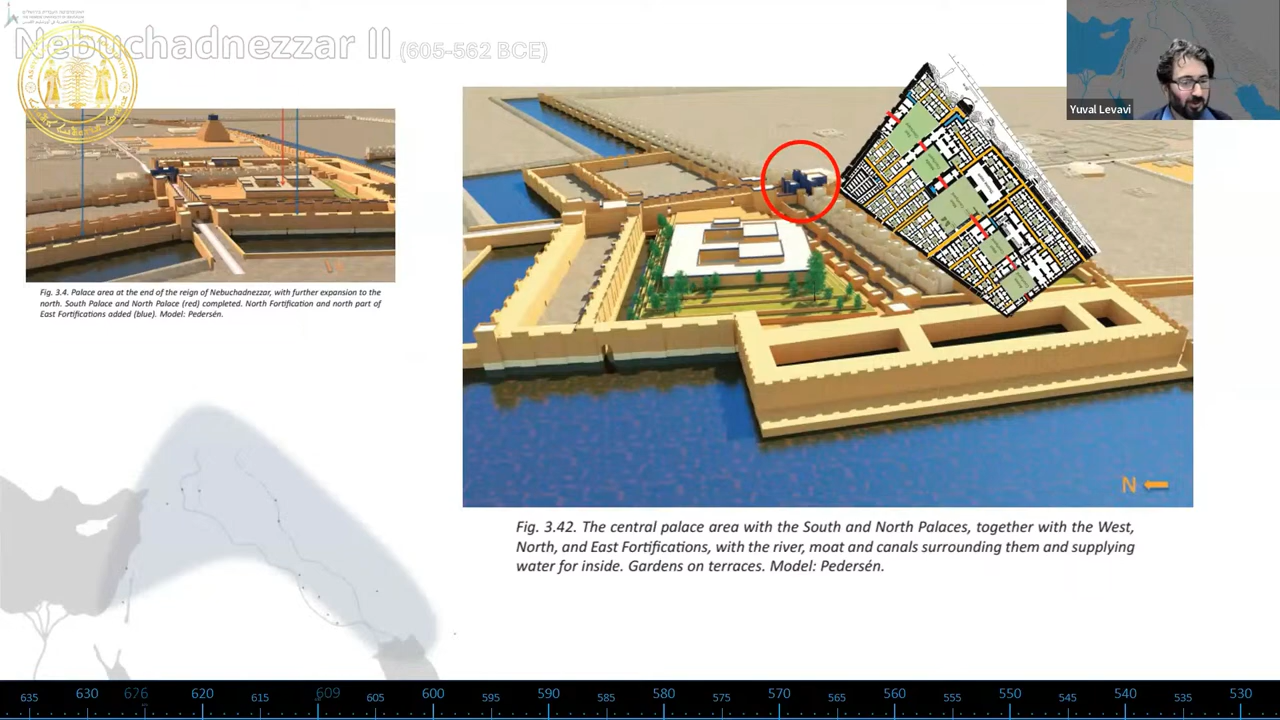 Nebuchadnezzar II (605-562 BCE)
Yuval Levavi
Fig. 3.4. Palace area at the end of the reign of Nebuchadnezzar, with further expansion to the
north. South Palace and North Palace (red) completed. North Fortification and north part of
East Fortifications added (blue). Model: Pedersén.
N
Fig. 3.42. The central palace area with the South and North Palaces, together with the West,
North, and East Fortifications, with the river, moat and canals surrounding them and supplying
water for inside. Gardens on terraces. Model: Pedersén.
635 630 626 620 615 609 605 600 595 590 585 580 575 570 565 560 555 550 545 540 535 530